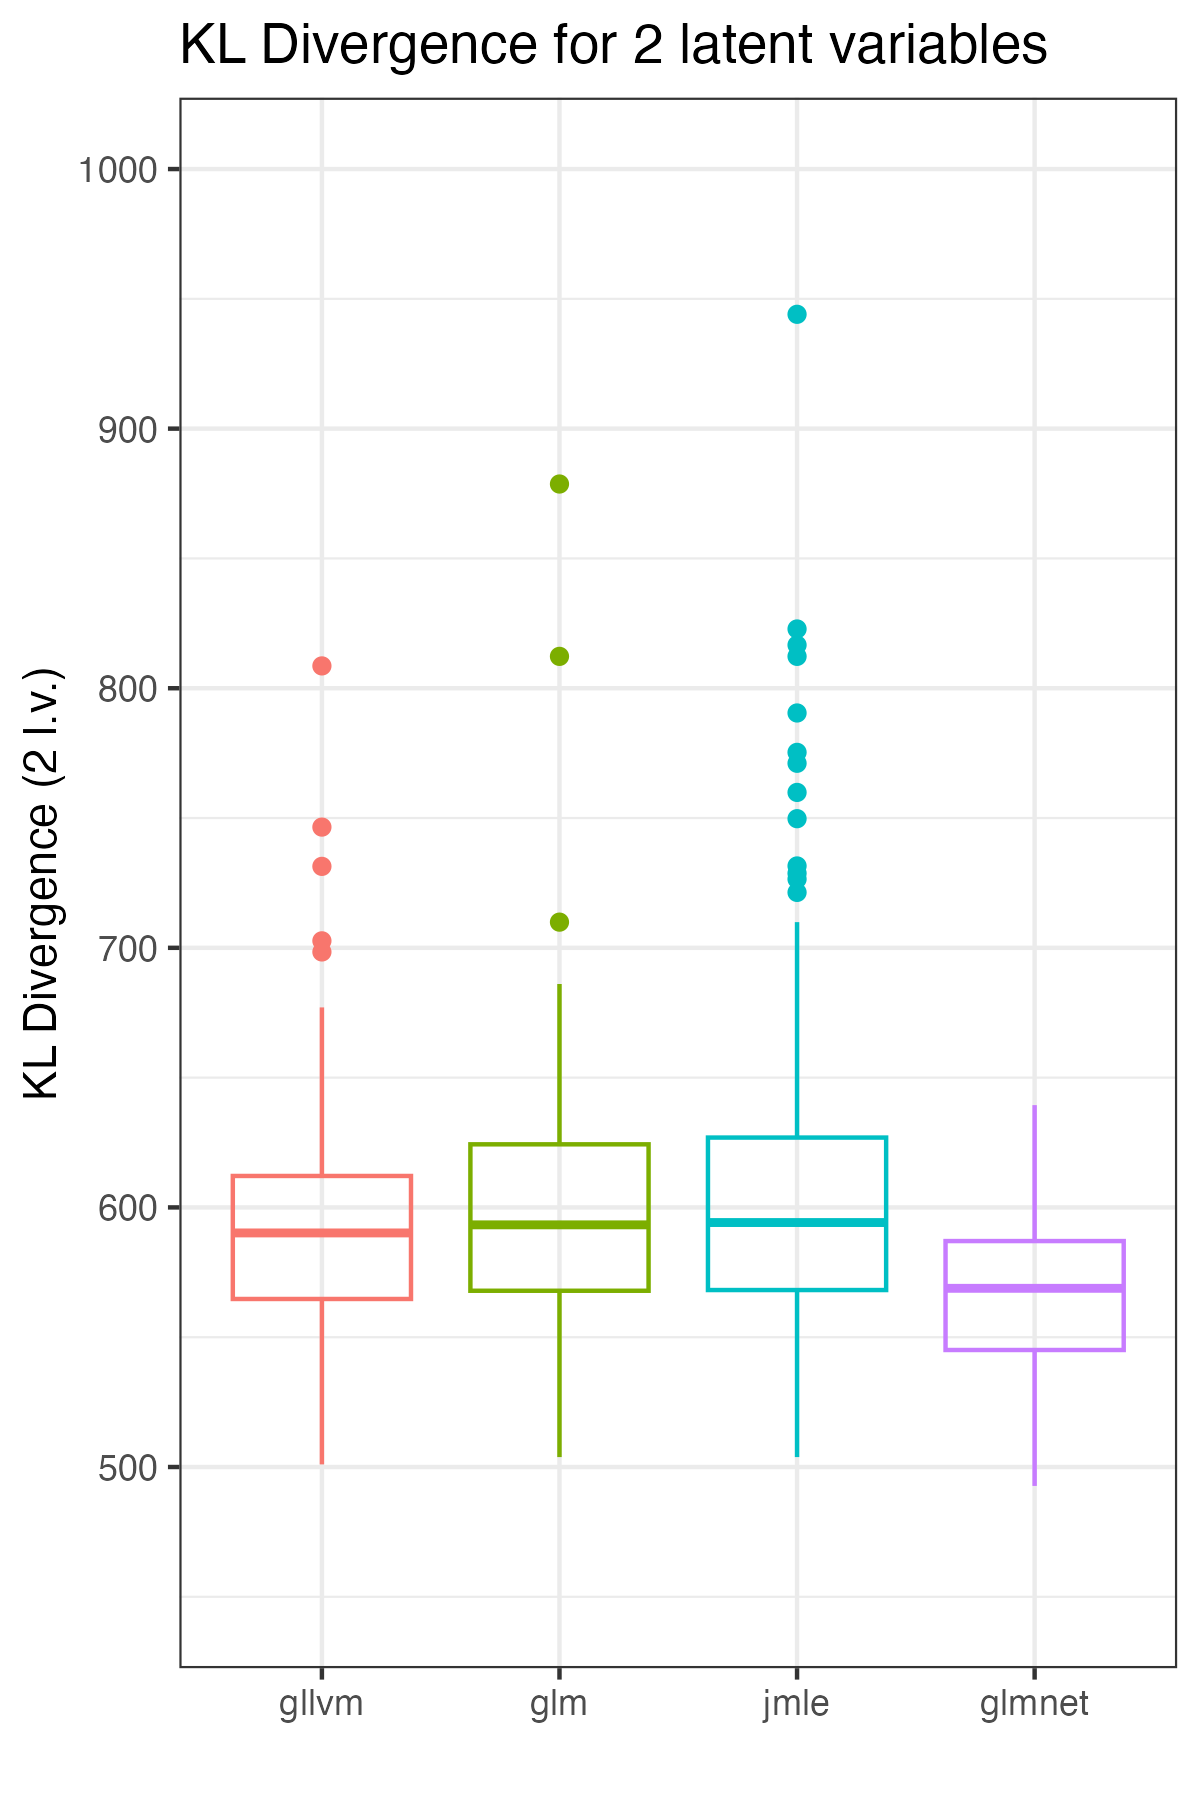 KL Divergence for 2 latent variables
KL Divergence (2 l.v.)
1000
900
800
700
600
500
gllvm
glm
jmle
glmnet